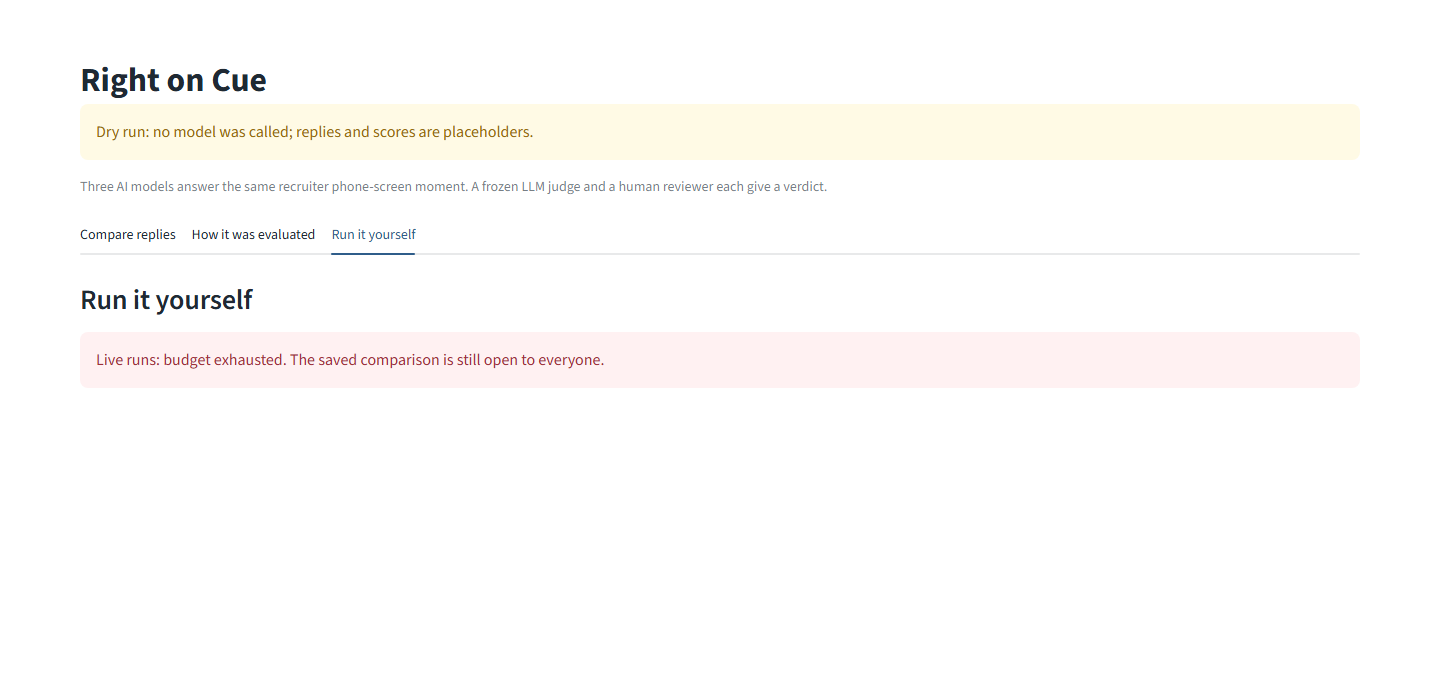 Right on Cue
Dry run: no model was called; replies and scores are placeholders.
Three AI models answer the same recruiter phone-screen moment. A frozen LLM judge and a human reviewer each give a verdict.
Compare replies How it was evaluated Run it yourself
Run it yourself
Live runs: budget exhausted. The saved comparison is still open to everyone.